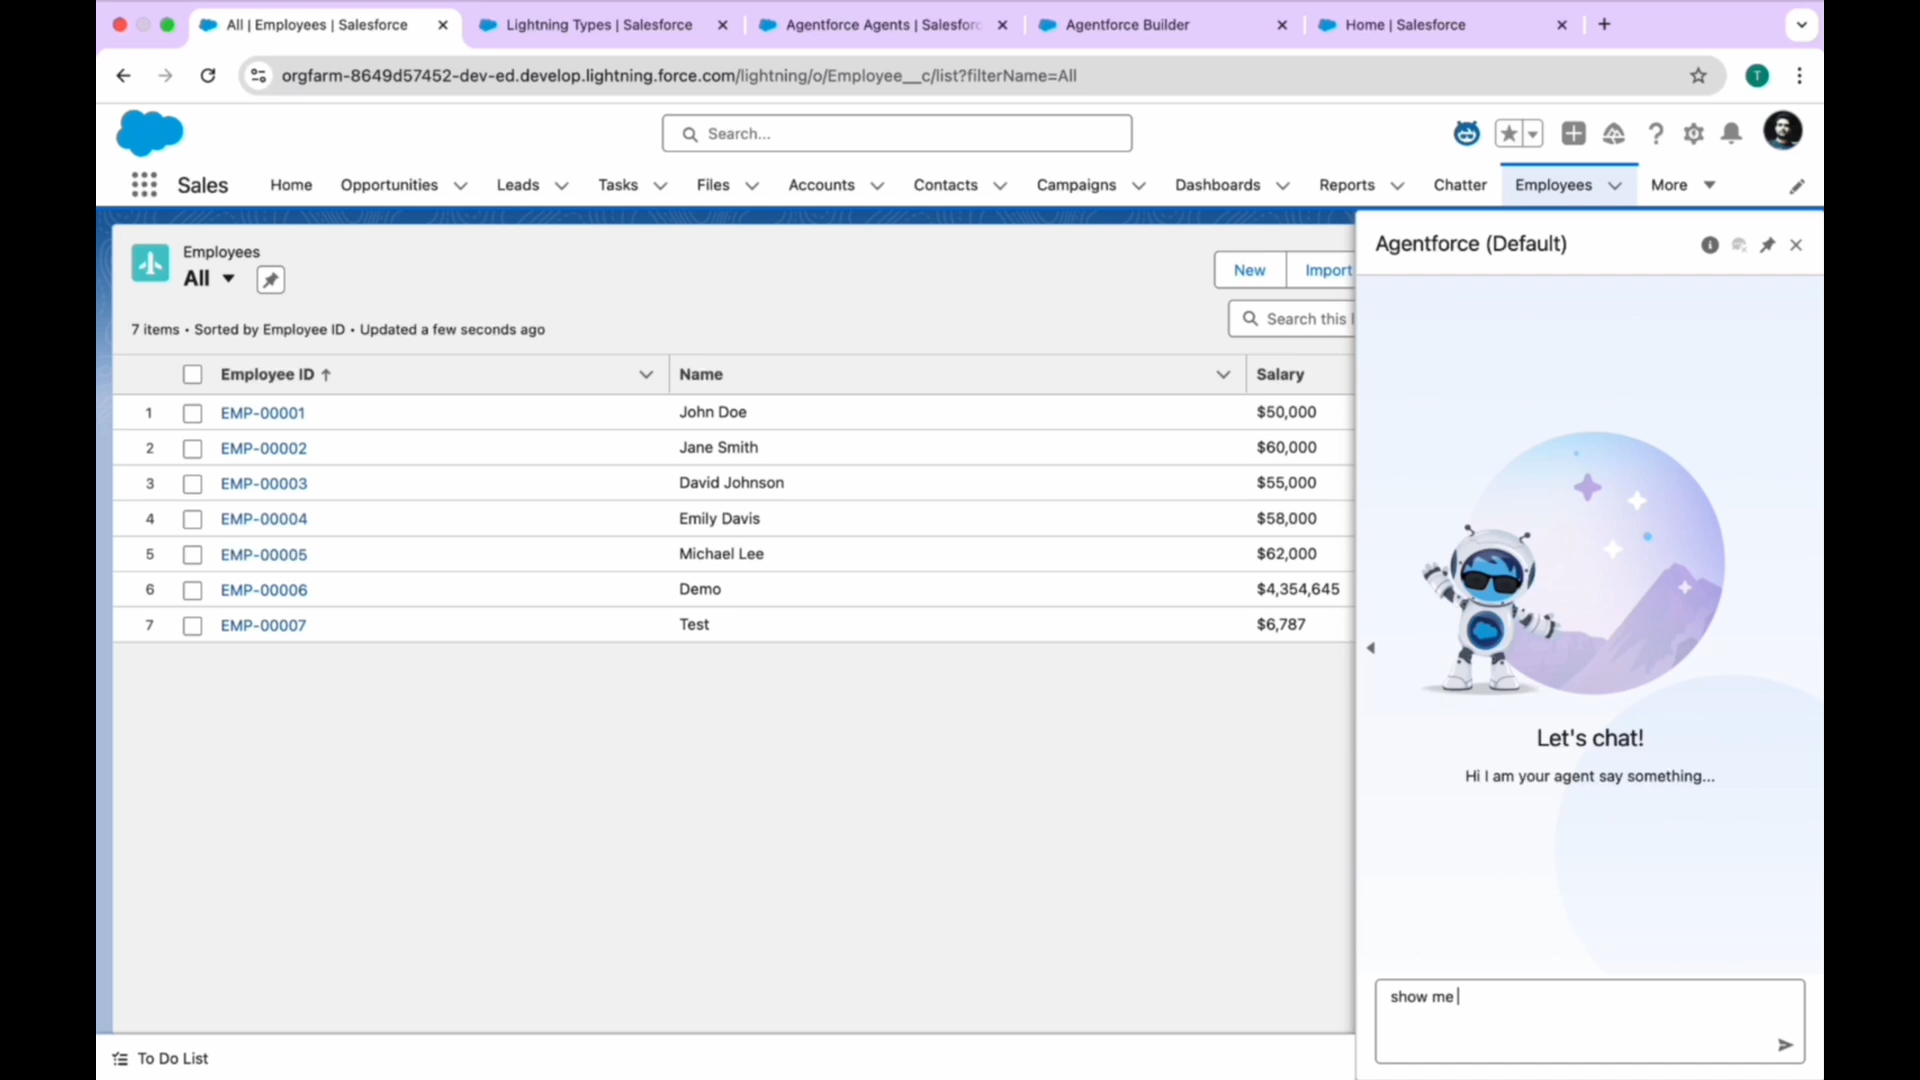 All | Employees | Salesforce
Lightning Types | Salesforce
Agentforce Agents | Salesforc
Agentforce Builder
Home | Salesforce
orgfarm-8649d57452-dev-ed.develop.lightning.force.com/lightning/o/Employee__c/list?filterName=All
T
Search...
Sales
Home
Opportunities
Leads
Tasks
Files
Accounts
Contacts
Campaigns
Dashboards
Reports
Chatter
Employees
More
Employees
All
New
Import
7 items • Sorted by Employee ID • Updated a few seconds ago
Search this l
Employee ID Name Salary
1 EMP-00001 John Doe $50,000
2 EMP-00002 Jane Smith $60,000
3 EMP-00003 David Johnson $55,000
4 EMP-00004 Emily Davis $58,000
5 EMP-00005 Michael Lee $62,000
6 EMP-00006 Demo $4,354,645
7 EMP-00007 Test $6,787
Agentforce (Default)
Let's chat!
Hi I am your agent say something...
show me
To Do List